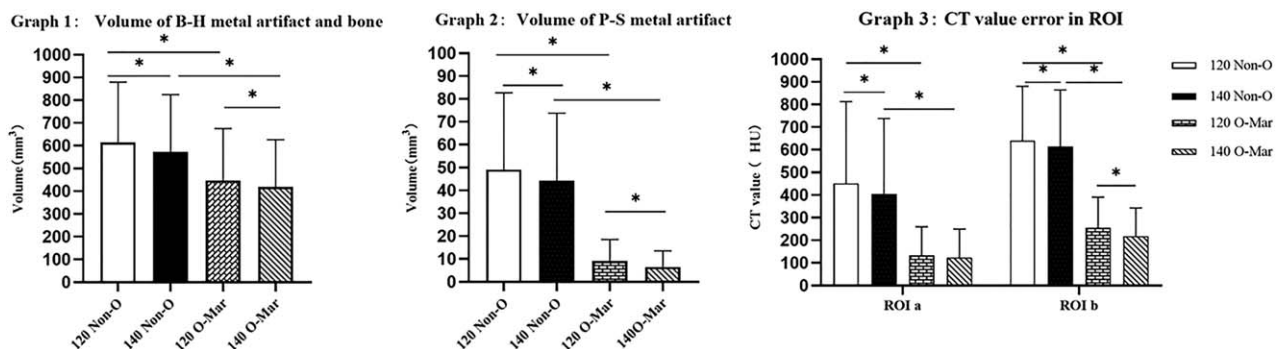 Graph 1： Volume of B-H metal artifact and bone
*
*
*
*
Volume(mm³)
1000
900
800
700
600
500
400
300
200
100
0
120 Non-O
140 Non-O
120 O-Mar
140 O-Mar
Graph 2： Volume of P-S metal artifact
*
*
*
*
Volume(mm³)
100
90
80
70
60
50
40
30
20
10
0
120 Non-O
140 Non-O
120 O-Mar
140O-Mar
Graph 3：CT value error in ROI
*
*
*
*
*
*
*
CT value（ HU)
1000
900
800
700
600
500
400
300
200
100
0
ROI a
ROI b
120 Non-O
140 Non-O
120 O-Mar
140 O-Mar